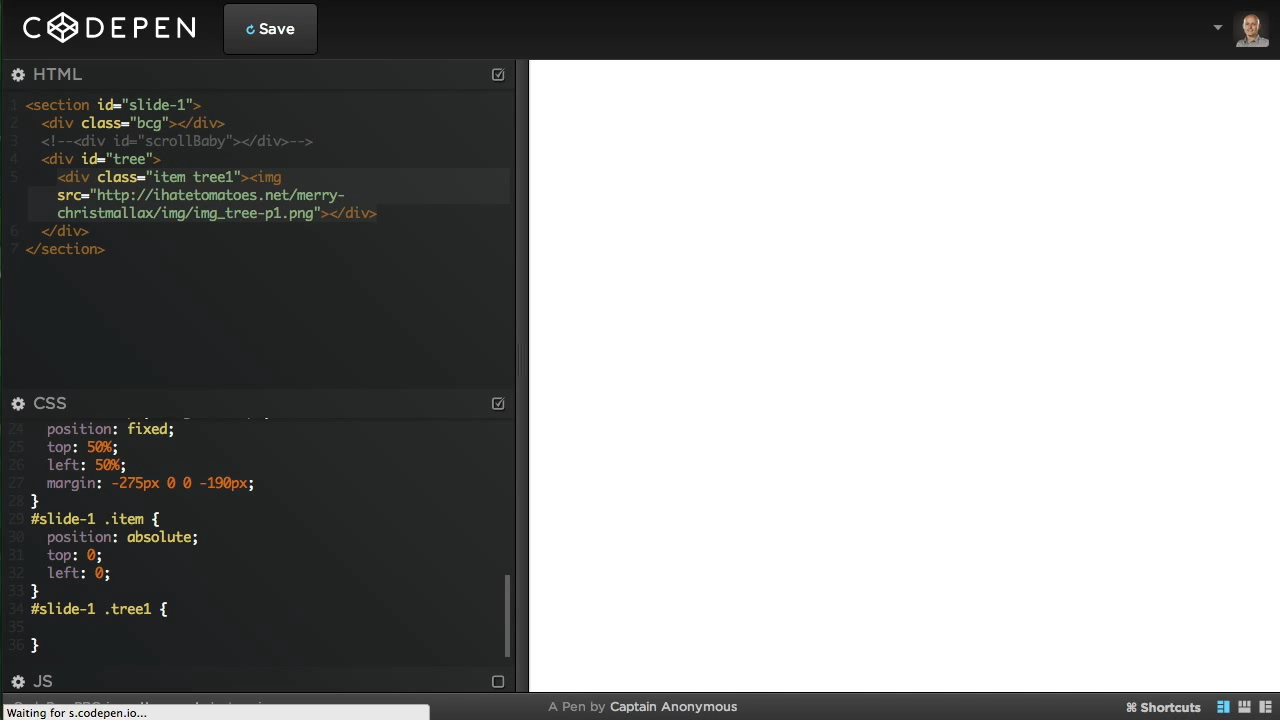 CODEPEN
Save
HTML
1 <section id="slide-1">
2 <div class="bcg"></div>
3 <!--<div id="scrollBaby"></div>-->
4 <div id="tree">
5 <div class="item tree1"><img
src="http://ihatetomatoes.net/merry-
christmallax/img/img_tree-p1.png"></div>
6 </div>
7 </section>
CSS
24 position: fixed;
25 top: 50%;
26 left: 50%;
27 margin: -275px 0 0 -190px;
28 }
29 #slide-1 .item {
30 position: absolute;
31 top: 0;
32 left: 0;
33 }
34 #slide-1 .tree1 {
35
36 }
JS
Waiting for s.codepen.io...
A Pen by Captain Anonymous
⌘ Shortcuts